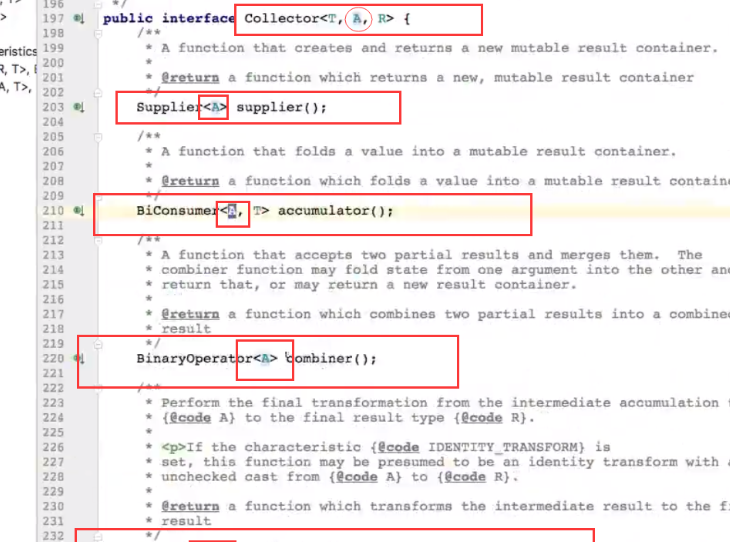 196 */
197 public interface Collector<T, A, R> {
198 /**
199 * A function that creates and returns a new mutable result container.
200 *
201 * @return a function which returns a new, mutable result container
202 */
203 Supplier<A> supplier();
204
205 /**
206 * A function that folds a value into a mutable result container.
207 *
208 * @return a function which folds a value into a mutable result
209 */
210 BiConsumer<A, T> accumulator();
211
212 /**
213 * A function that accepts two partial results and merges them. The
214 * combiner function may fold state from one argument into the other and
215 * return that, or may return a new result container.
216 *
217 * @return a function which combines two partial results into a combined
218 * result
219 */
220 BinaryOperator<A> combiner();
221
222 /**
223 * Perform the final transformation from the intermediate accumulation
224 * {@code A} to the final result type {@code R}.
225 *
226 * <p>If the characteristic {@code IDENTITY_TRANSFORM} is
227 * set, this function may be presumed to be an identity transform with
228 * unchecked cast from {@code A} to {@code R}.
229 *
230 * @return a function which transforms the intermediate result to the
231 * result
232 */
eristics
R, T>,
A, T>,